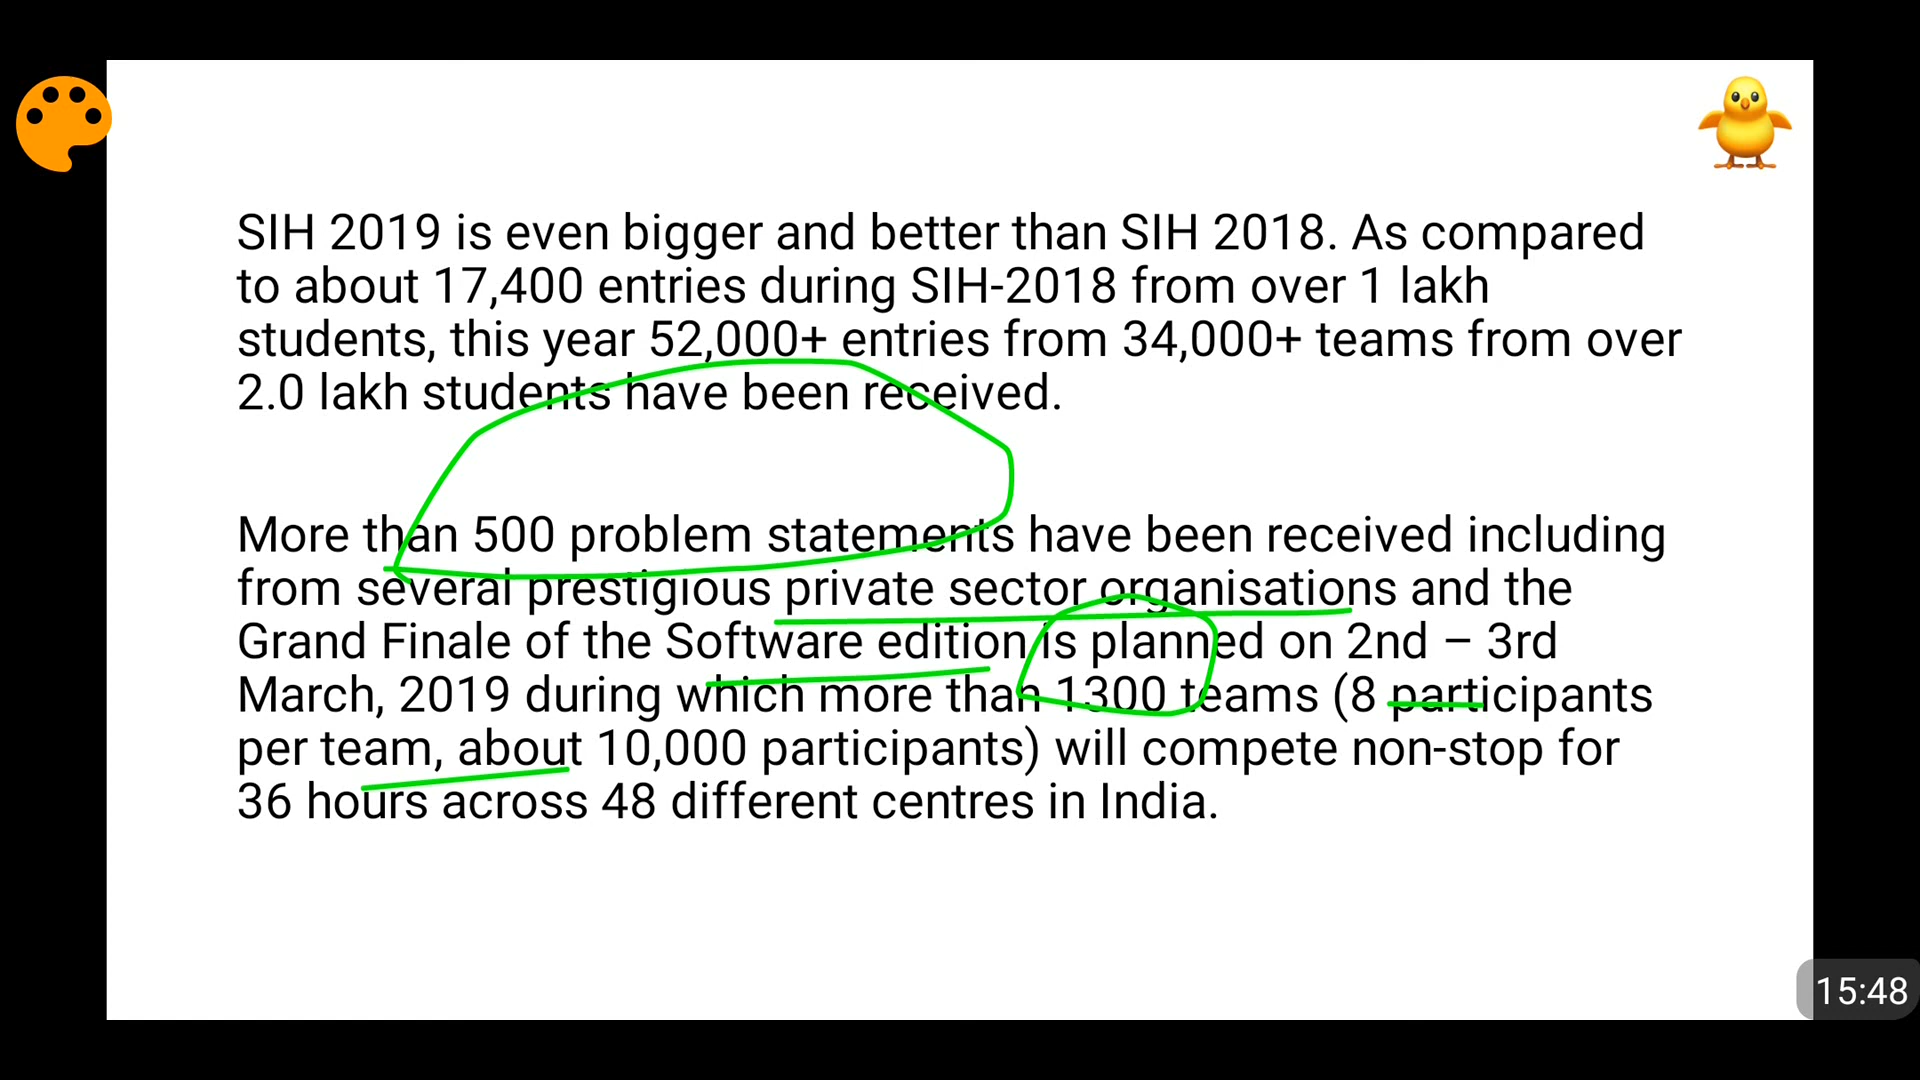 SIH 2019 is even bigger and better than SIH 2018. As compared
to about 17,400 entries during SIH-2018 from over 1 lakh
students, this year 52,000+ entries from 34,000+ teams from over
2.0 lakh students have been received.
More than 500 problem statements have been received including
from several prestigious private sector organisations and the
Grand Finale of the Software edition is planned on 2nd – 3rd
March, 2019 during which more than 1300 teams (8 participants
per team, about 10,000 participants) will compete non-stop for
36 hours across 48 different centres in India.
15:48